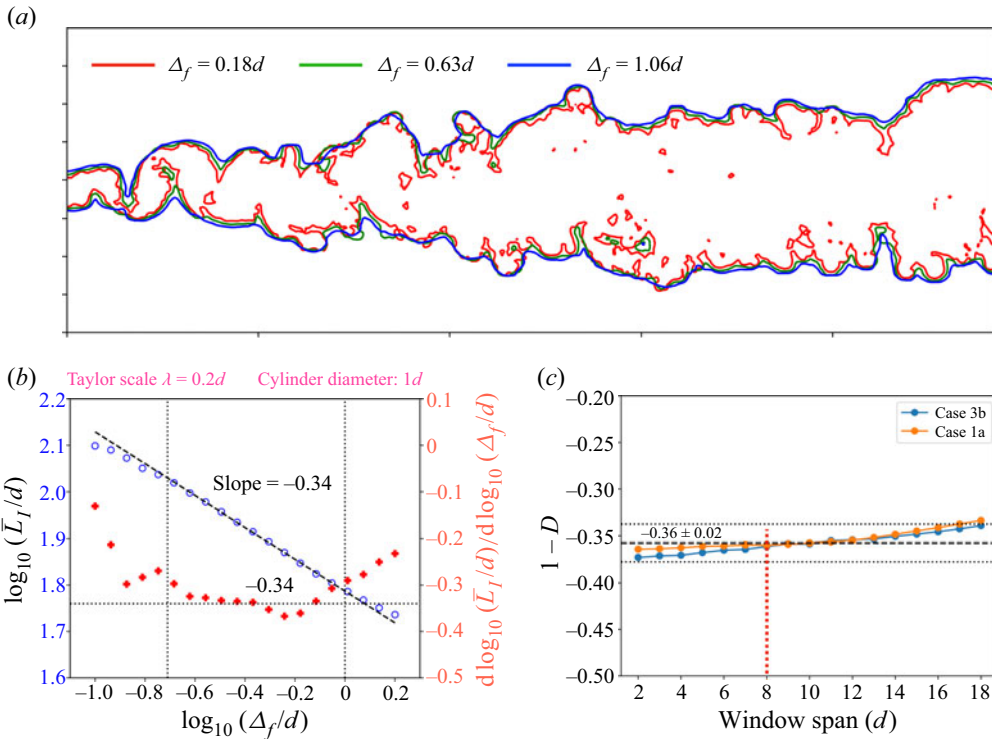 (a)
Δf = 0.18d Δf = 0.63d Δf = 1.06d
(b)
Taylor scale λ = 0.2d Cylinder diameter: 1d
2.2
2.1
2.0
1.9
1.8
1.7
1.6
log10 (L̅I/d)
Slope = –0.34
–0.34
0.1
0
–0.1
–0.2
–0.3
–0.4
–0.5
d log10 (L̅I/d)/d log10 (Δf/d)
–1.0 –0.8 –0.6 –0.4 –0.2 0 0.2
log10 (Δf/d)
(c)
–0.20
–0.25
–0.30
–0.35
–0.40
–0.45
–0.50
1 – D
Case 3b
Case 1a
–0.36 ± 0.02
2 4 6 8 10 12 14 16 18
Window span (d)